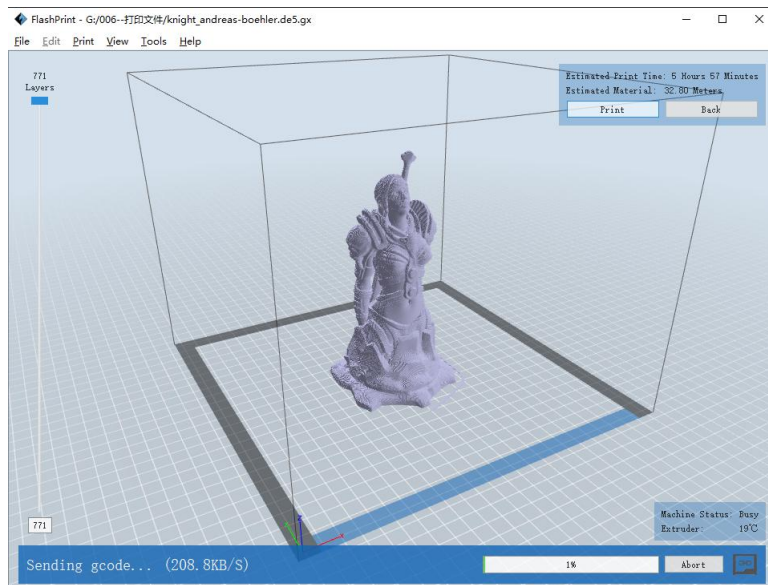 FlashPrint - G:/006--打印文件/knight_andreas-boehler.de5.gx
File Edit Print View Tools Help
771
Layers
Estimated Print Time: 5 Hours 57 Minutes
Estimated Material: 32.80 Meters
Print Back
771
Machine Status: Busy
Extruder: 19℃
Sending gcode... (208.8KB/S)
1%
Abort